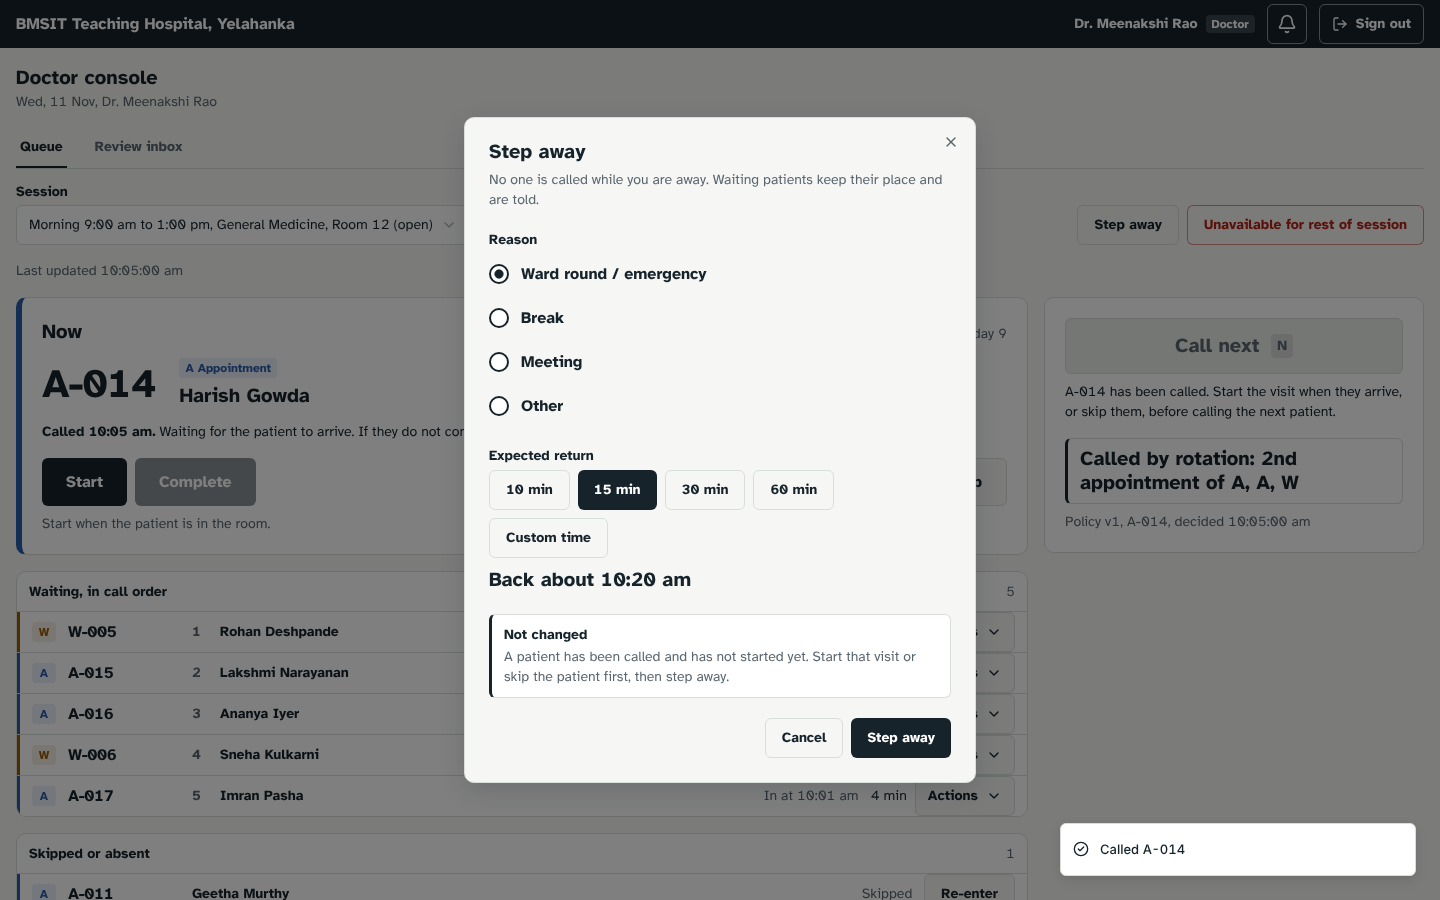 BMSIT Teaching Hospital, Yelahanka
Dr. Meenakshi Rao Doctor Sign out
Doctor console
Wed, 11 Nov, Dr. Meenakshi Rao
Queue Review inbox
Session
Morning 9:00 am to 1:00 pm, General Medicine, Room 12 (open)
Step away Unavailable for rest of session
Last updated 10:05:00 am
Now
A-014
A Appointment
Harish Gowda
Called 10:05 am. Waiting for the patient to arrive. If they do not
Start Complete
Start when the patient is in the room.
9
Call next N
A-014 has been called. Start the visit when they arrive,
or skip them, before calling the next patient.
Called by rotation: 2nd
appointment of A, A, W
Policy v1, A-014, decided 10:05:00 am
Step away
No one is called while you are away. Waiting patients keep their place and
are told.
Reason
Ward round / emergency
Break
Meeting
Other
Expected return
10 min 15 min 30 min 60 min
Custom time
Back about 10:20 am
Not changed
A patient has been called and has not started yet. Start that visit or
skip the patient first, then step away.
Cancel Step away
Waiting, in call order 5
W W-005 1 Rohan Deshpande
A A-015 2 Lakshmi Narayanan
A A-016 3 Ananya Iyer
W W-006 4 Sneha Kulkarni
A A-017 5 Imran Pasha In at 10:01 am 4 min Actions
Skipped or absent 1
A A-011 Geetha Murthy Skipped Re-enter
Called A-014